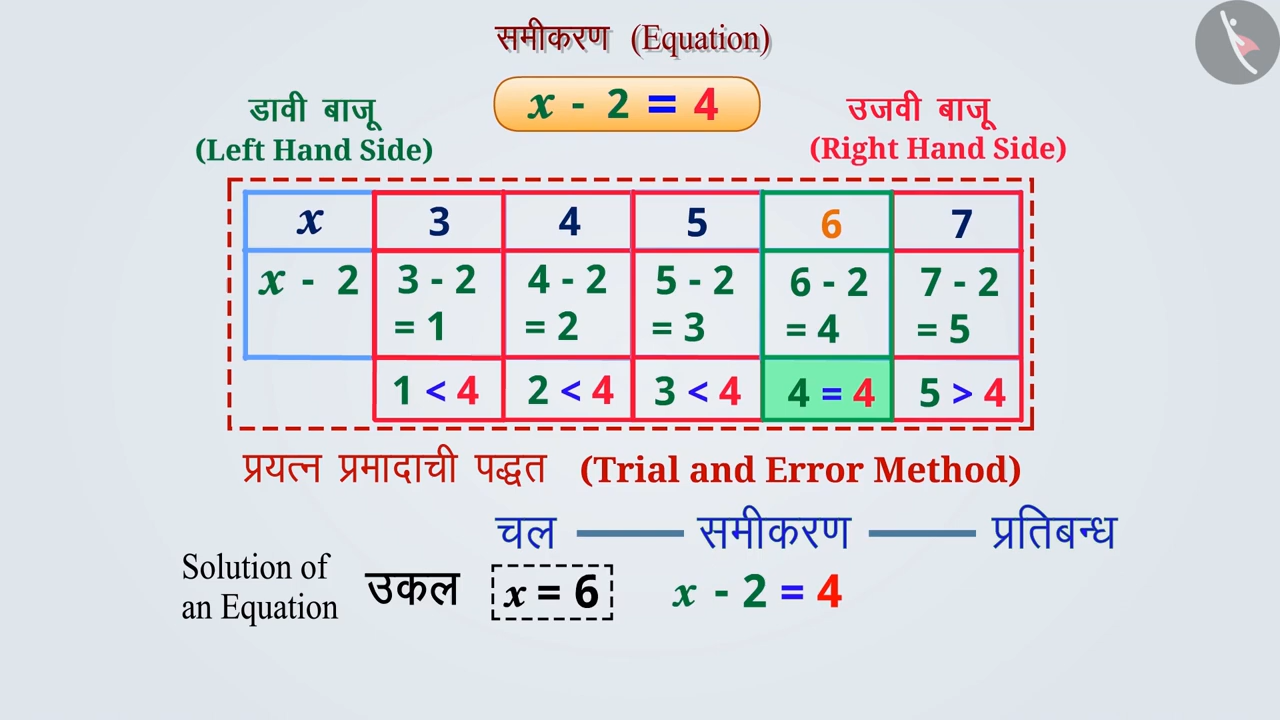 समीकरण (Equation)
x - 2 = 4
डावी बाजू
(Left Hand Side)
उजवी बाजू
(Right Hand Side)
x 3 4 5 6 7
x - 2 3 - 2 4 - 2 5 - 2 6 - 2 7 - 2
= 1 = 2 = 3 = 4 = 5
1 < 4 2 < 4 3 < 4 4 = 4 5 > 4
प्रयत्न प्रमादाची पद्धत (Trial and Error Method)
चल समीकरण प्रतिबन्ध
Solution of
an Equation
उकल x = 6 x - 2 = 4